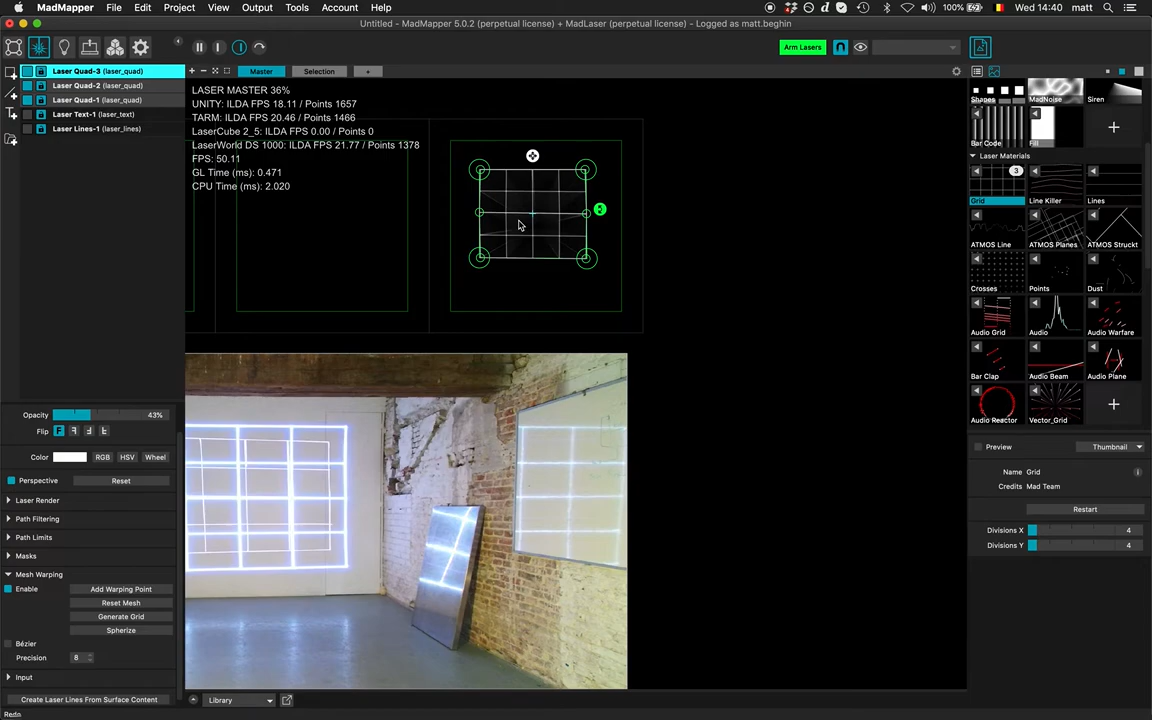 MadMapper File Edit Project View Output Tools Account Help 100% Wed 14:40 matt
Untitled - MadMapper 5.0.2 (perpetual license) + MadLaser (perpetual license) - Logged as matt.beghin
Arm Lasers
Laser Quad-3 (laser_quad)
Laser Quad-2 (laser_quad)
Laser Quad-1 (laser_quad)
Laser Text-1 (laser_text)
Laser Lines-1 (laser_lines)
Master Selection +
LASER MASTER 36%
UNITY: ILDA FPS 18.11 / Points 1657
TARM: ILDA FPS 20.46 / Points 1466
LaserCube 2_5: ILDA FPS 0.00 / Points 0
LaserWorld DS 1000: ILDA FPS 21.77 / Points 1378
FPS: 50.11
GL Time (ms): 0.471
CPU Time (ms): 2.020
Shapes MadNoise Siren
Bar Code Fill
Laser Materials
3
Grid Line Killer Lines
ATMOS Line ATMOS Planes ATMOS Struckt
Crosses Points Dust
Audio Grid Audio Audio Warfare
Bar Clap Audio Beam Audio Plane
Audio Reactor Vector_Grid
Preview Thumbnail
Name Grid
Credits Mad Team
Restart
Divisions X 4
Divisions Y 4
Opacity 43%
Flip
Color RGB HSV Wheel
Perspective Reset
Laser Render
Path Filtering
Path Limits
Masks
Mesh Warping
Enable Add Warping Point
Reset Mesh
Generate Grid
Spherize
Bézier
Precision 8
Input
Create Laser Lines From Surface Content
Library
Redo